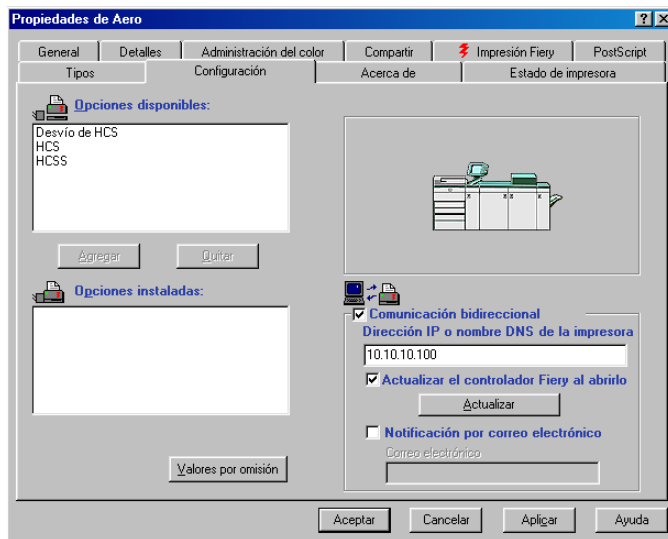 Propiedades de Aero
General Detalles Administración del color Compartir Impresión Fiery PostScript
Tipos Configuración Acerca de Estado de impresora
Opciones disponibles:
Desvío de HCS
HCS
HCSS
Agregar Quitar
Opciones instaladas:
Valores por omisión
Comunicación bidireccional
Dirección IP o nombre DNS de la impresora
10.10.10.100
Actualizar el controlador Fiery al abrirlo
Actualizar
Notificación por correo electrónico
Correo electrónico
Aceptar Cancelar Aplicar Ayuda